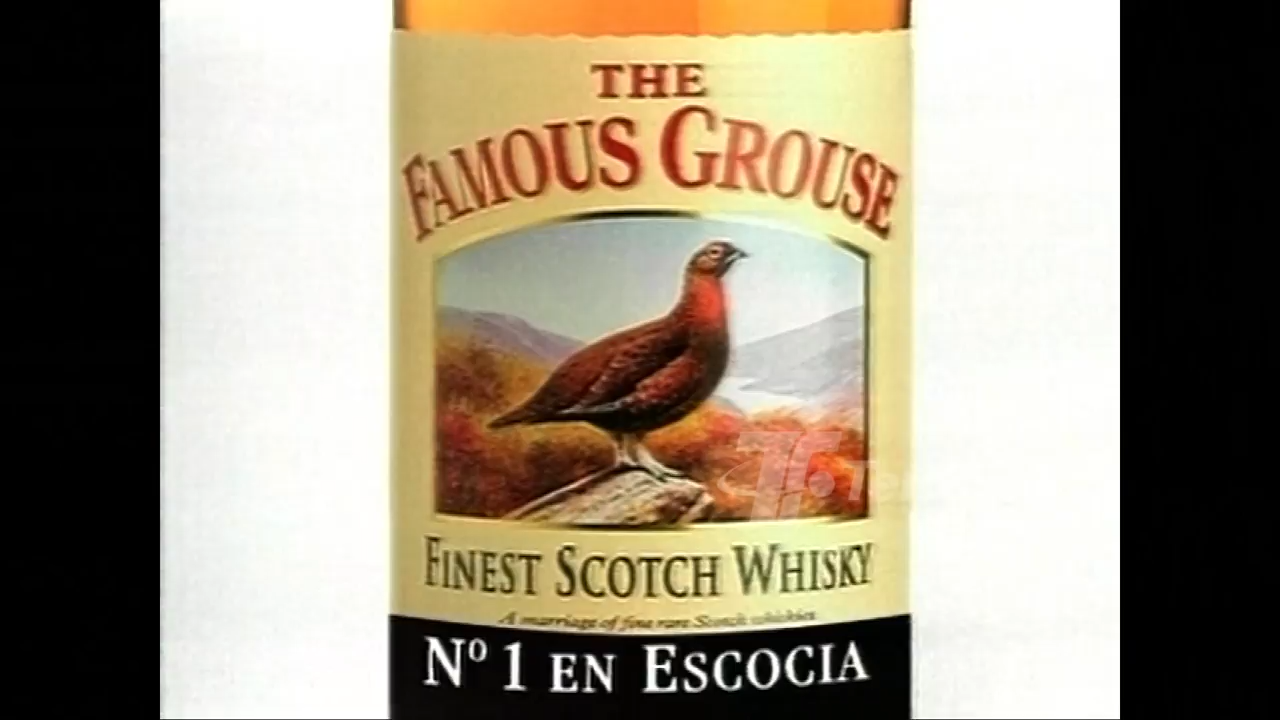 THE
FAMOUS GROUSE
FINEST SCOTCH WHISKY
A marriage of fine rare Scotch whiskies
Nº 1 EN ESCOCIA